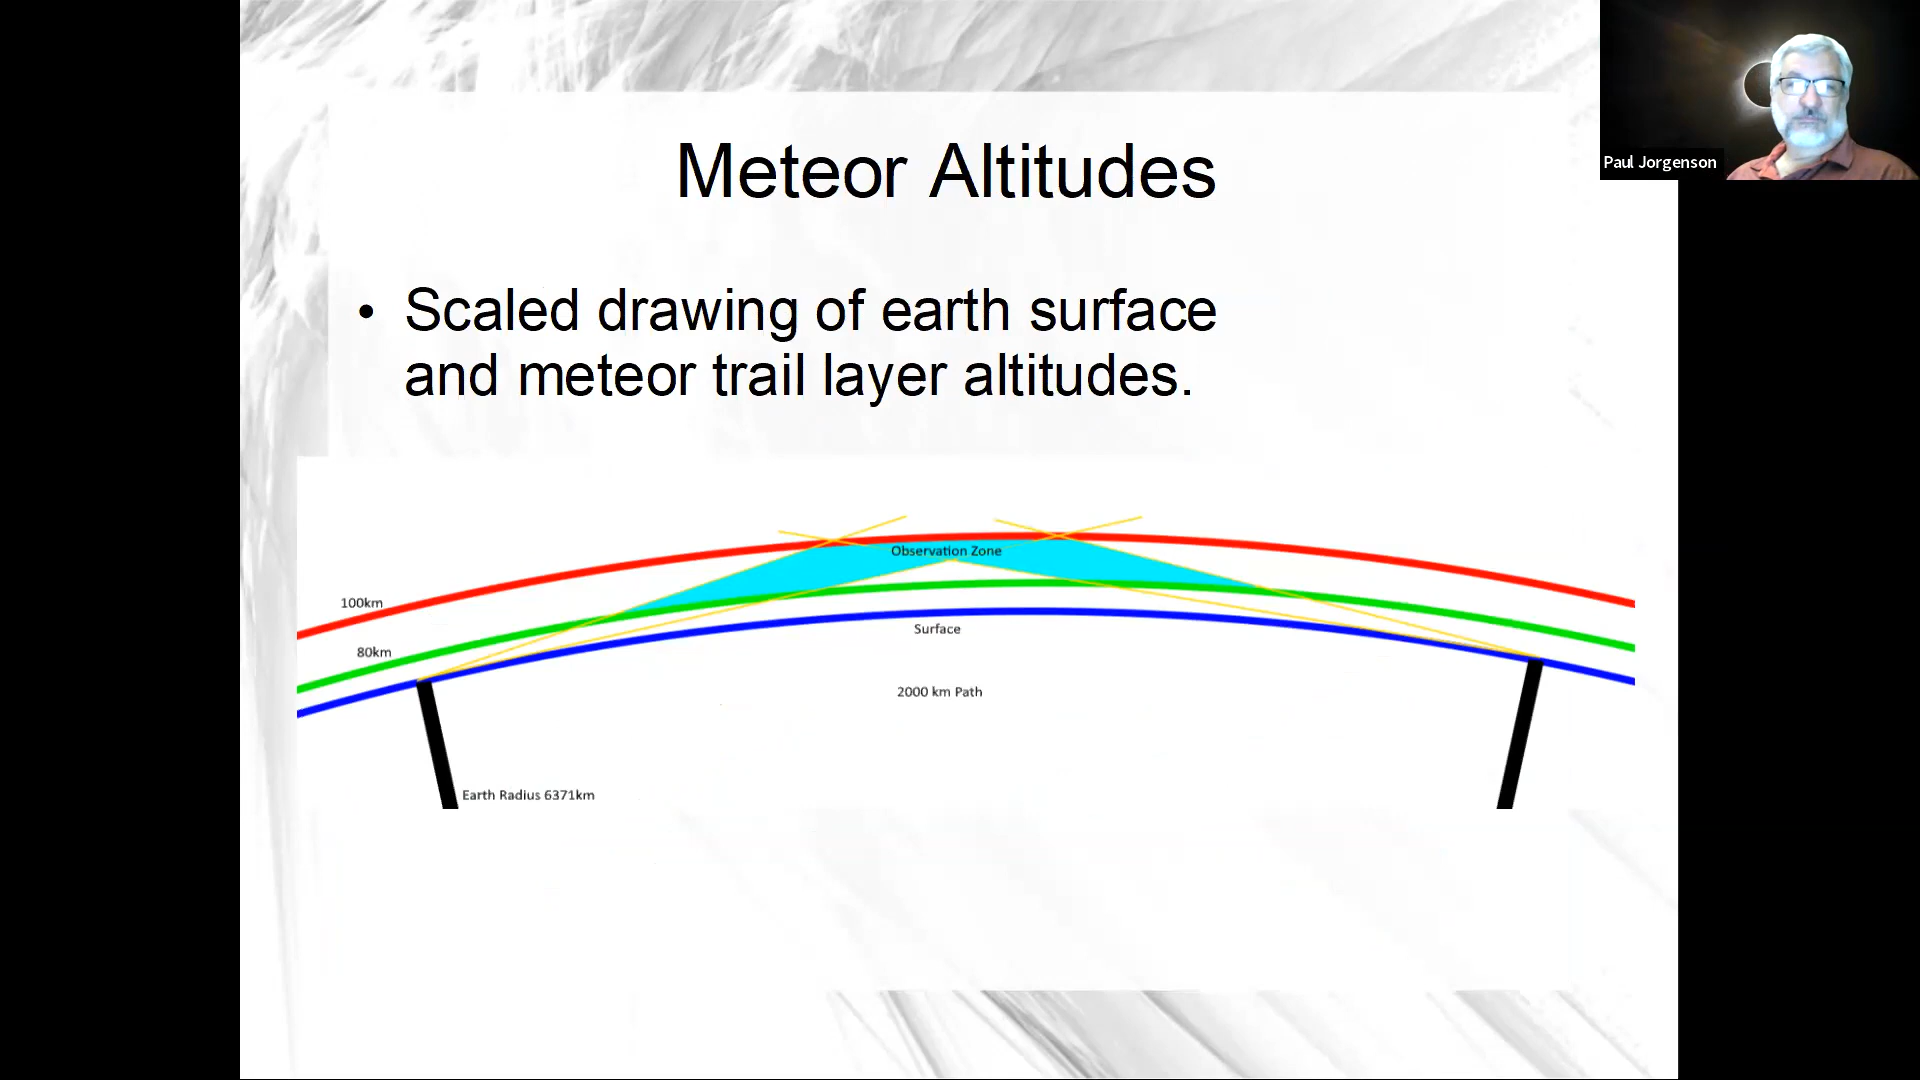 Paul Jorgenson
Meteor Altitudes
• Scaled drawing of earth surface
and meteor trail layer altitudes.
Observation Zone
100km
Surface
80km
2000 km Path
Earth Radius 6371km